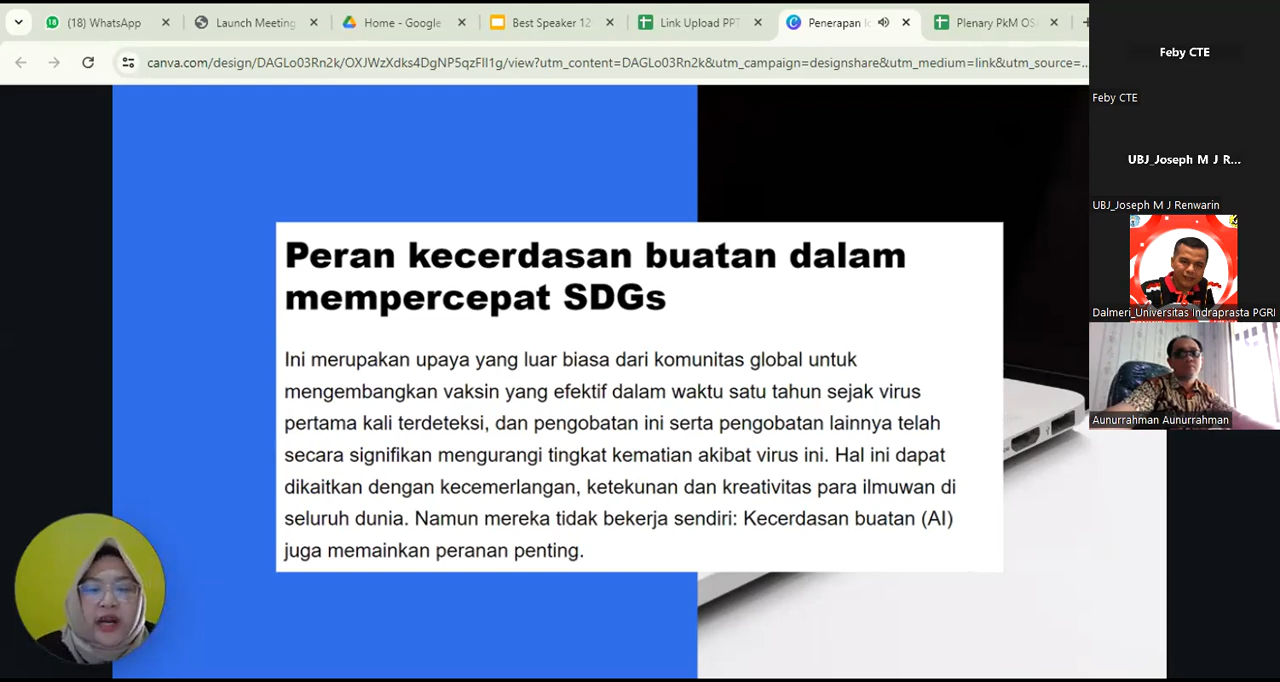 (18) WhatsApp
Launch Meeting
Home - Google
Best Speaker 12
Link Upload PPT
Penerapan
Plenary PkM OSA
canva.com/design/DAGLo03Rn2k/OXJWzXdks4DgNP5qzFlI1g/view?utm_content=DAGLo03Rn2k&utm_campaign=designshare&utm_medium=link&utm_source=...
Feby CTE
Feby CTE
UBJ_Joseph M J R...
UBJ_Joseph M J Renwarin
Dalmeri_Universitas Indraprasta PGRI
Aunurrahman Aunurrahman
Peran kecerdasan buatan dalam
mempercepat SDGs
Ini merupakan upaya yang luar biasa dari komunitas global untuk
mengembangkan vaksin yang efektif dalam waktu satu tahun sejak virus
pertama kali terdeteksi, dan pengobatan ini serta pengobatan lainnya telah
secara signifikan mengurangi tingkat kematian akibat virus ini. Hal ini dapat
dikaitkan dengan kecemerlangan, ketekunan dan kreativitas para ilmuwan di
seluruh dunia. Namun mereka tidak bekerja sendiri: Kecerdasan buatan (AI)
juga memainkan peranan penting.